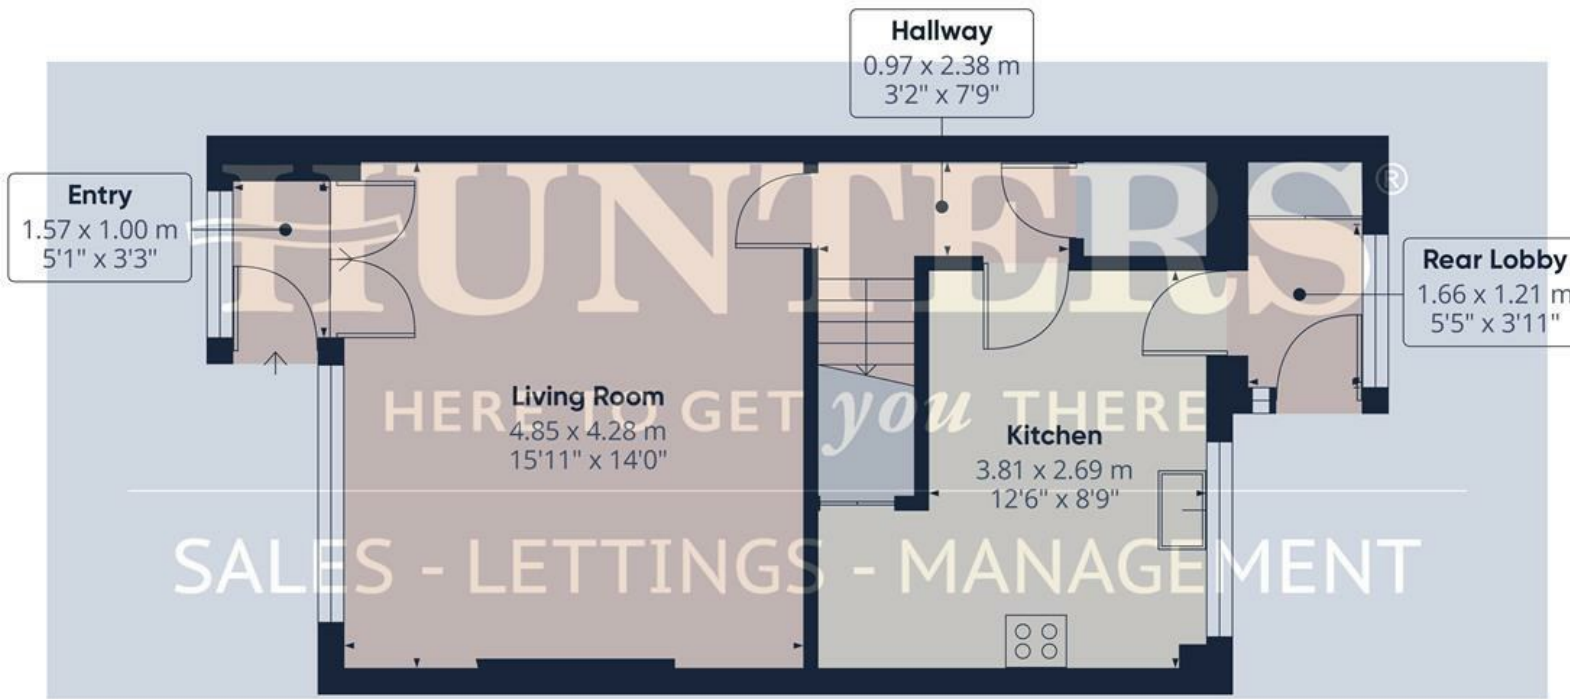 Hallway
0.97 x 2.38 m
3'2" x 7'9"
HUNTERS®
Entry
1.57 x 1.00 m
5'1" x 3'3"
Rear Lobby
1.66 x 1.21 m
5'5" x 3'11"
HERE TO GET you THERE
Living Room
4.85 x 4.28 m
15'11" x 14'0"
Kitchen
3.81 x 2.69 m
12'6" x 8'9"
SALES - LETTINGS - MANAGEMENT